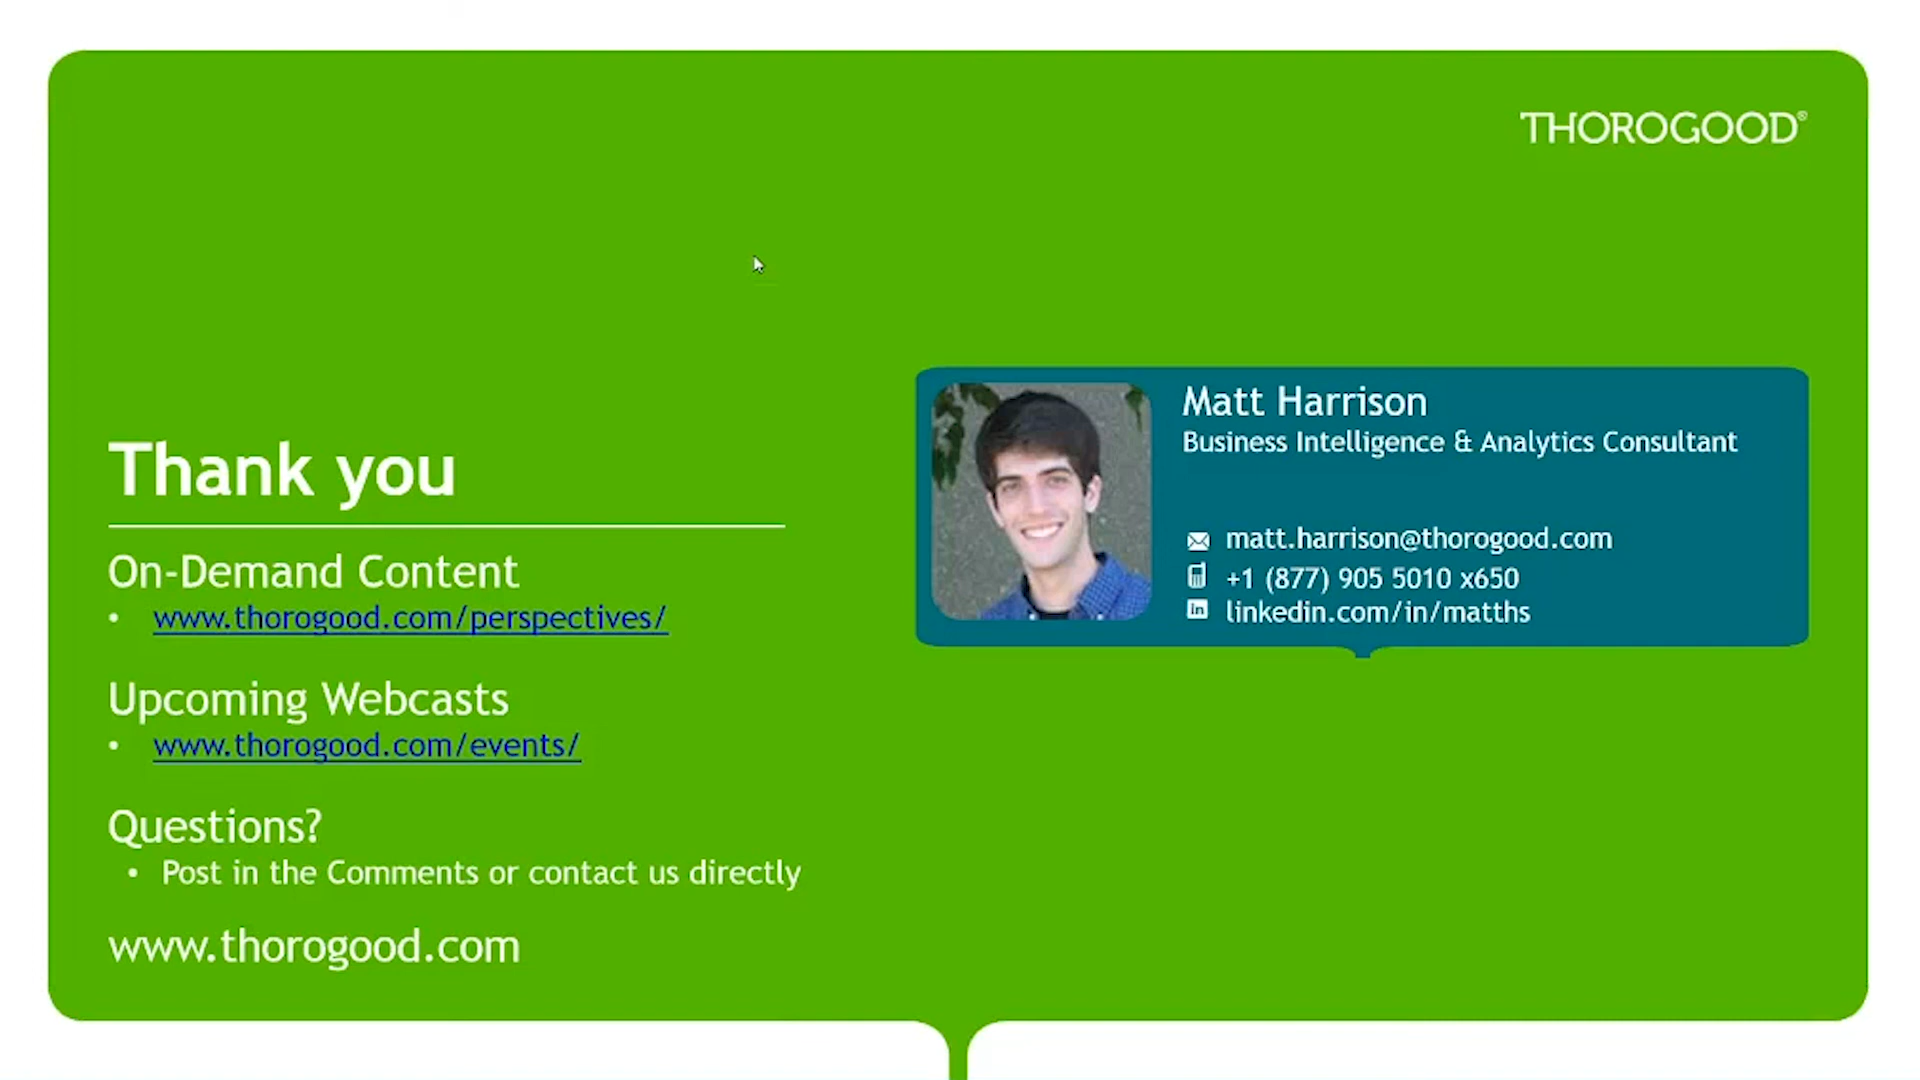 THOROGOOD®
Thank you
On-Demand Content
• www.thorogood.com/perspectives/
Upcoming Webcasts
• www.thorogood.com/events/
Questions?
• Post in the Comments or contact us directly
www.thorogood.com
Matt Harrison
Business Intelligence & Analytics Consultant
matt.harrison@thorogood.com
+1 (877) 905 5010 x650
in linkedin.com/in/matths